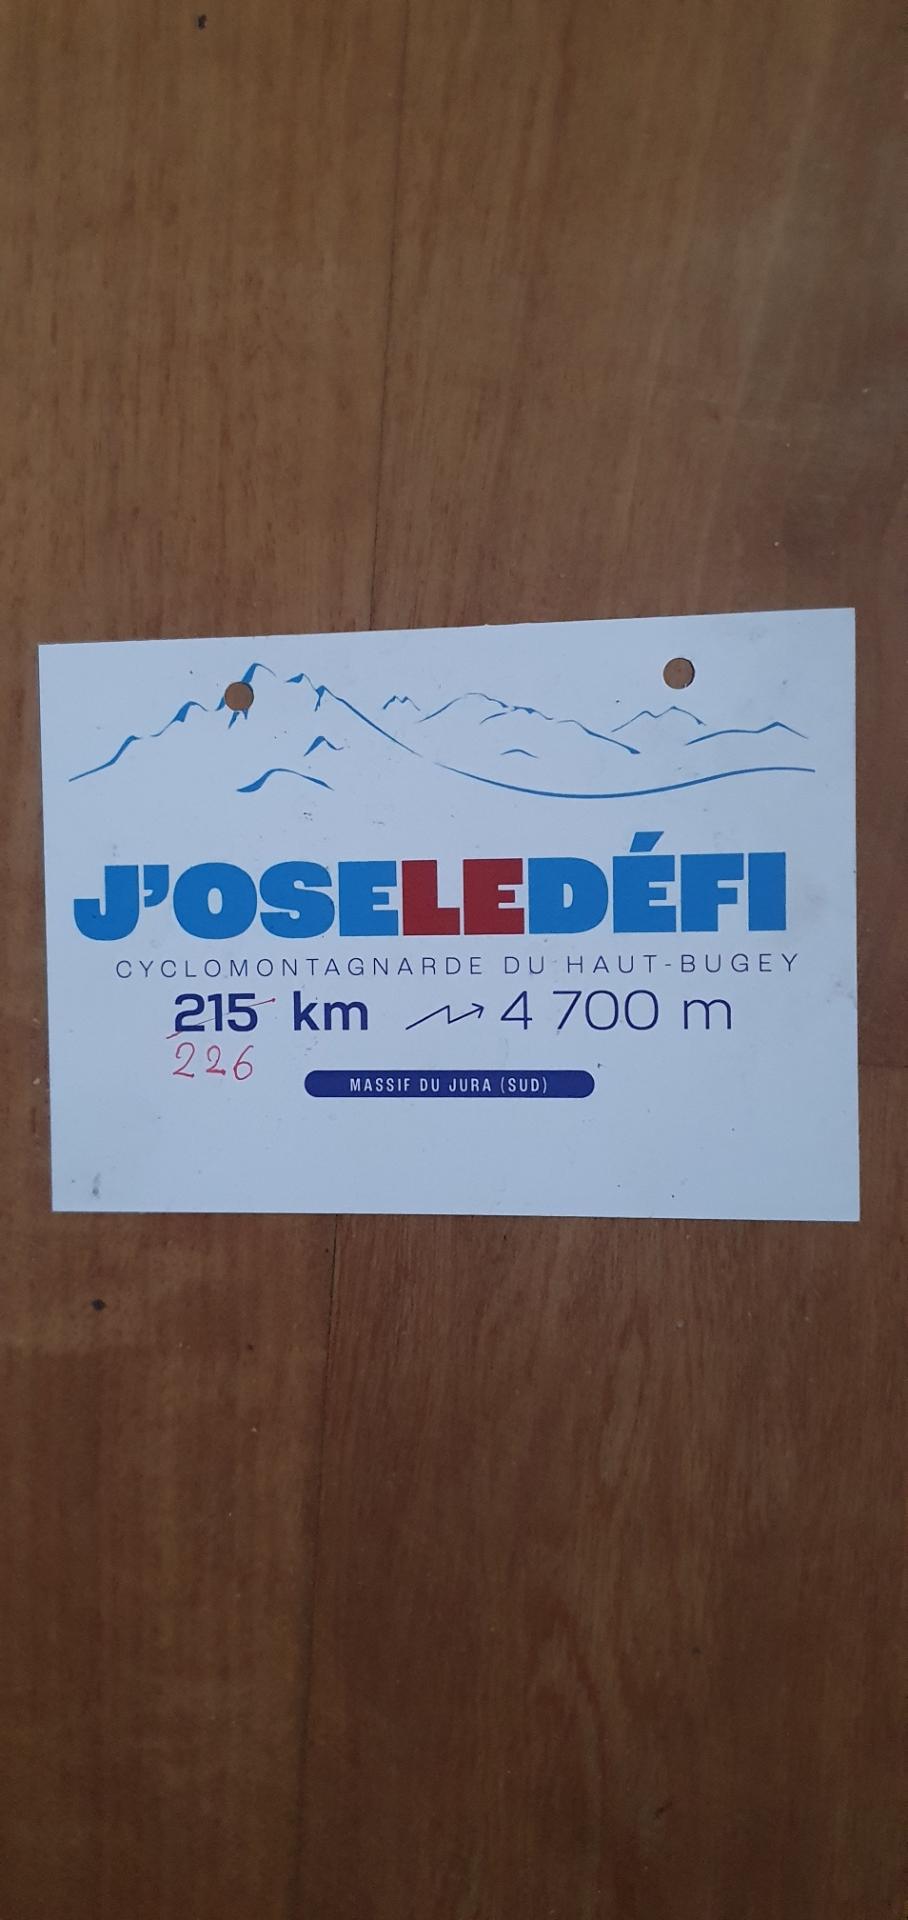 J'OSELEDÉFI
CYCLOMONTAGNARDE DU HAUT-BUGEY
215 km 4 700 m
226
MASSIF DU JURA (SUD)